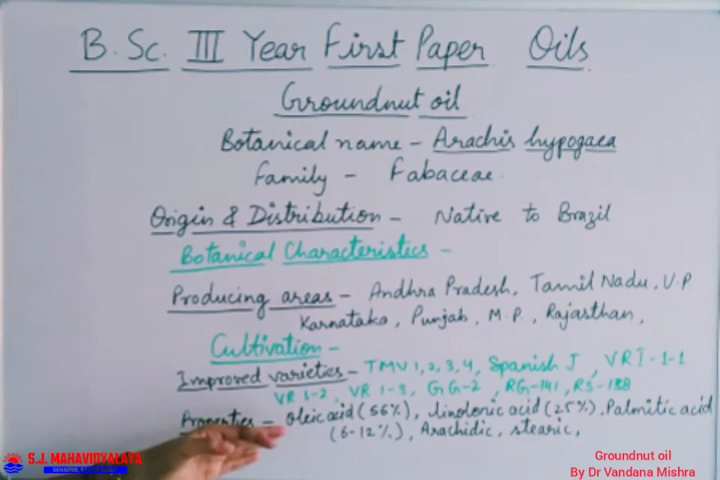 B.Sc. III Year First Paper Oils
Groundnut oil
Botanical name - Arachis hypogaea
Family - Fabaceae
Origin & Distribution - Native to Brazil
Botanical Characteristics -
Producing areas - Andhra Pradesh, Tamil Nadu, U.P
Karnataka, Punjab, M.P., Rajasthan,
Cultivation -
Improved varieties - TMV 1, 2, 3, 4, Spanish J, VRI-1-1
VR I-2, VR 1-3, GG-2, RG-141, RS-138
Properties - oleic acid (56%), linolenic acid (25%), Palmitic acid
(6-12%), Arachidic, stearic,
S.J. MAHAVIDYALAYA
Groundnut oil
By Dr Vandana Mishra